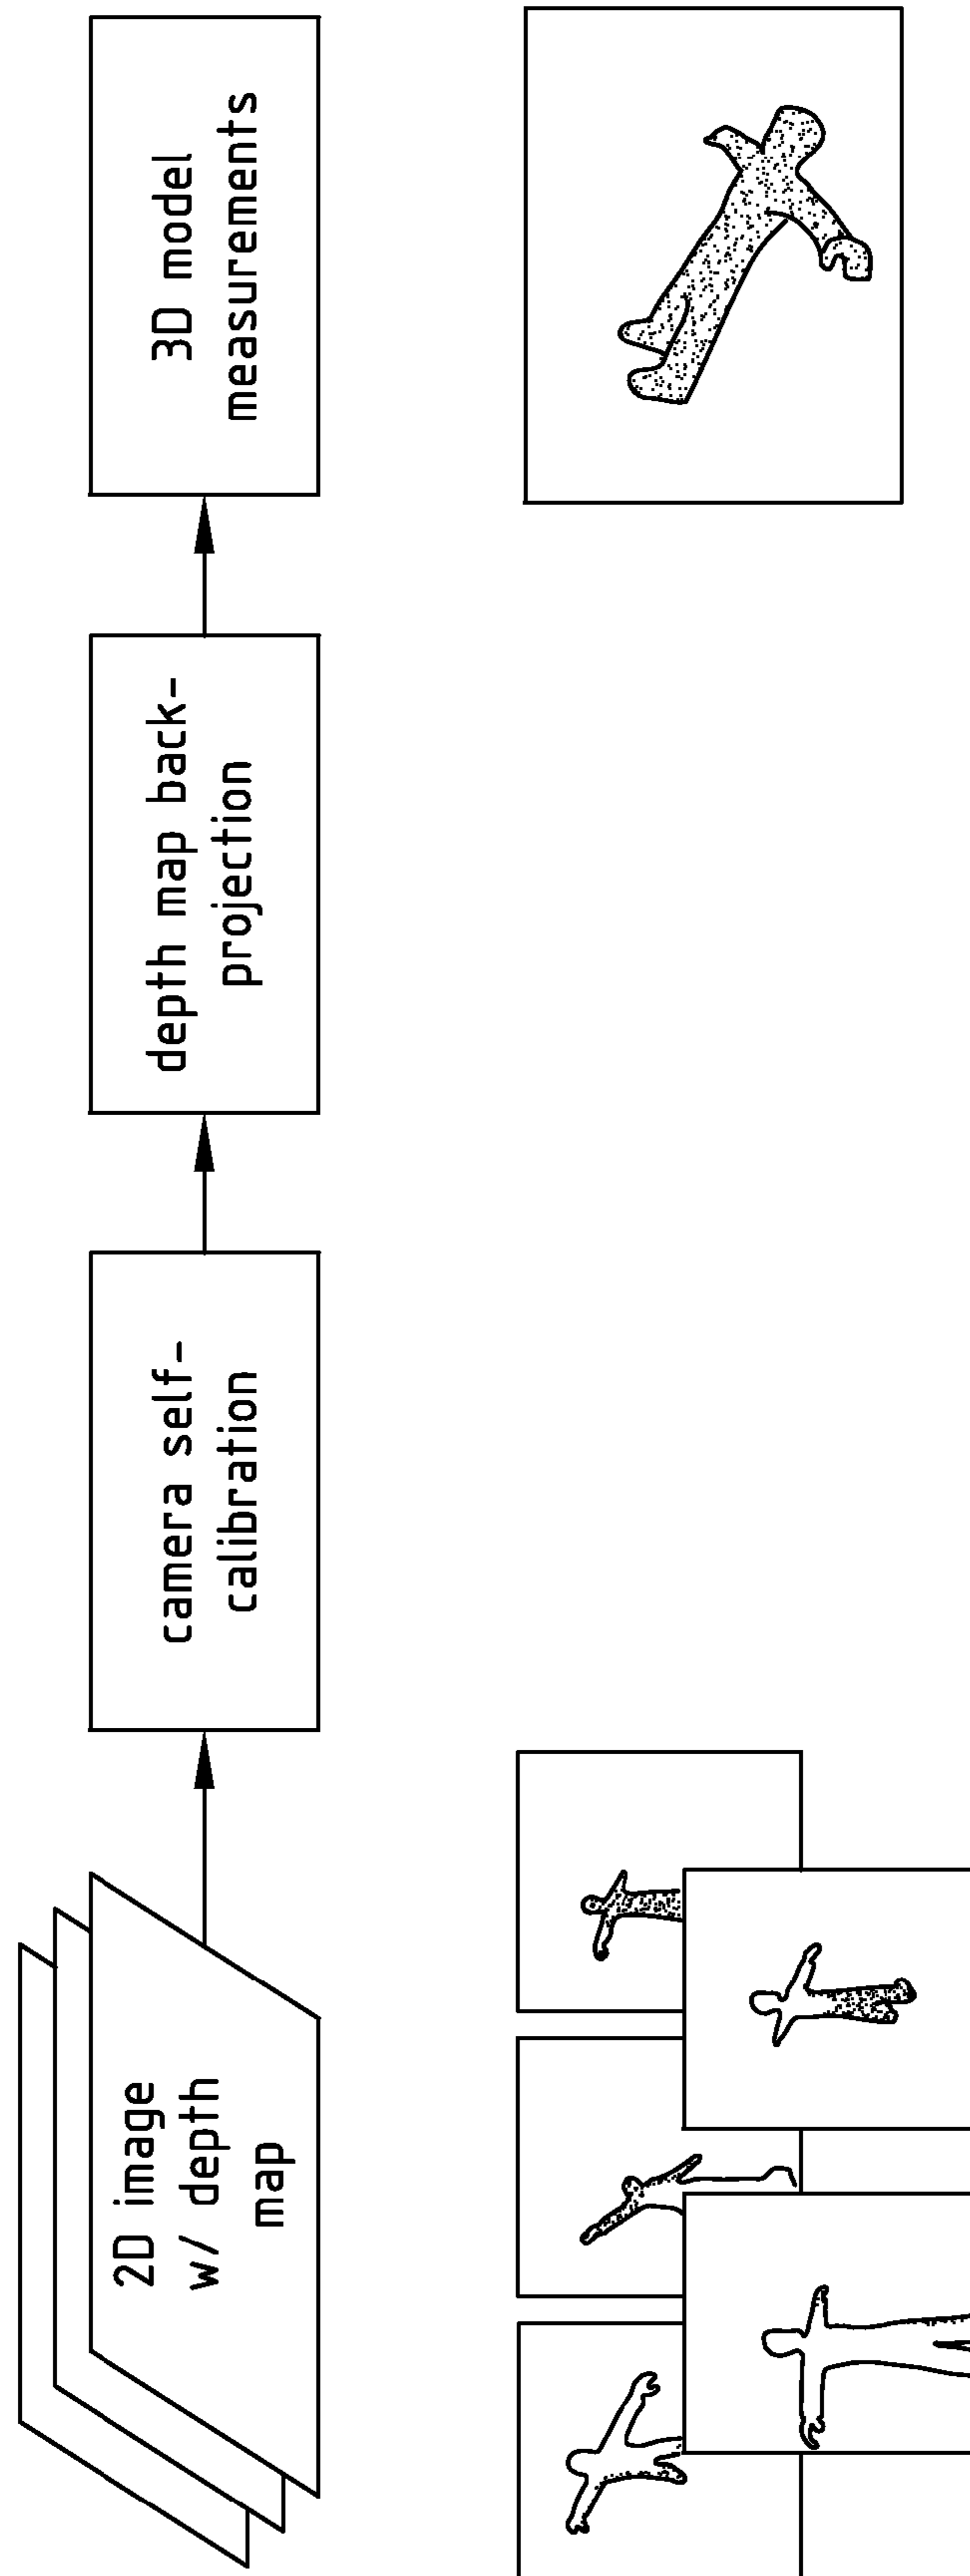 2D image
w/ depth
map
camera self-
calibration
depth map back-
projection
3D model
measurements